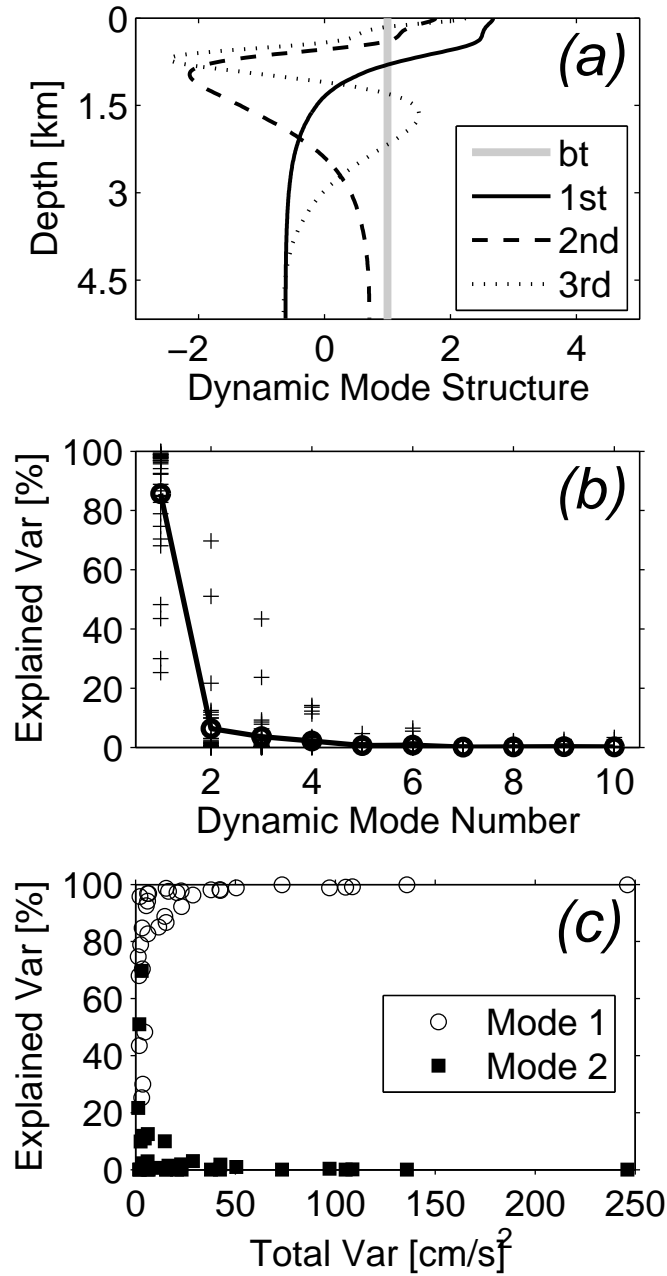 (a)
0
1.5
3
4.5
Depth [km]
bt
1st
2nd
3rd
−2 0 2 4
Dynamic Mode Structure
(b)
100
80
60
40
20
0
Explained Var [%]
2 4 6 8 10
Dynamic Mode Number
(c)
100
80
60
40
20
0
Explained Var [%]
Mode 1
Mode 2
0 50 100 150 200 250
Total Var [cm/s]²